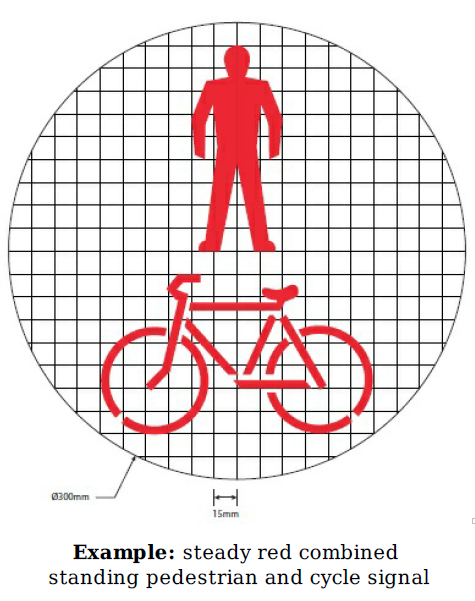 Ø300mm
15mm
Example: steady red combined
standing pedestrian and cycle signal